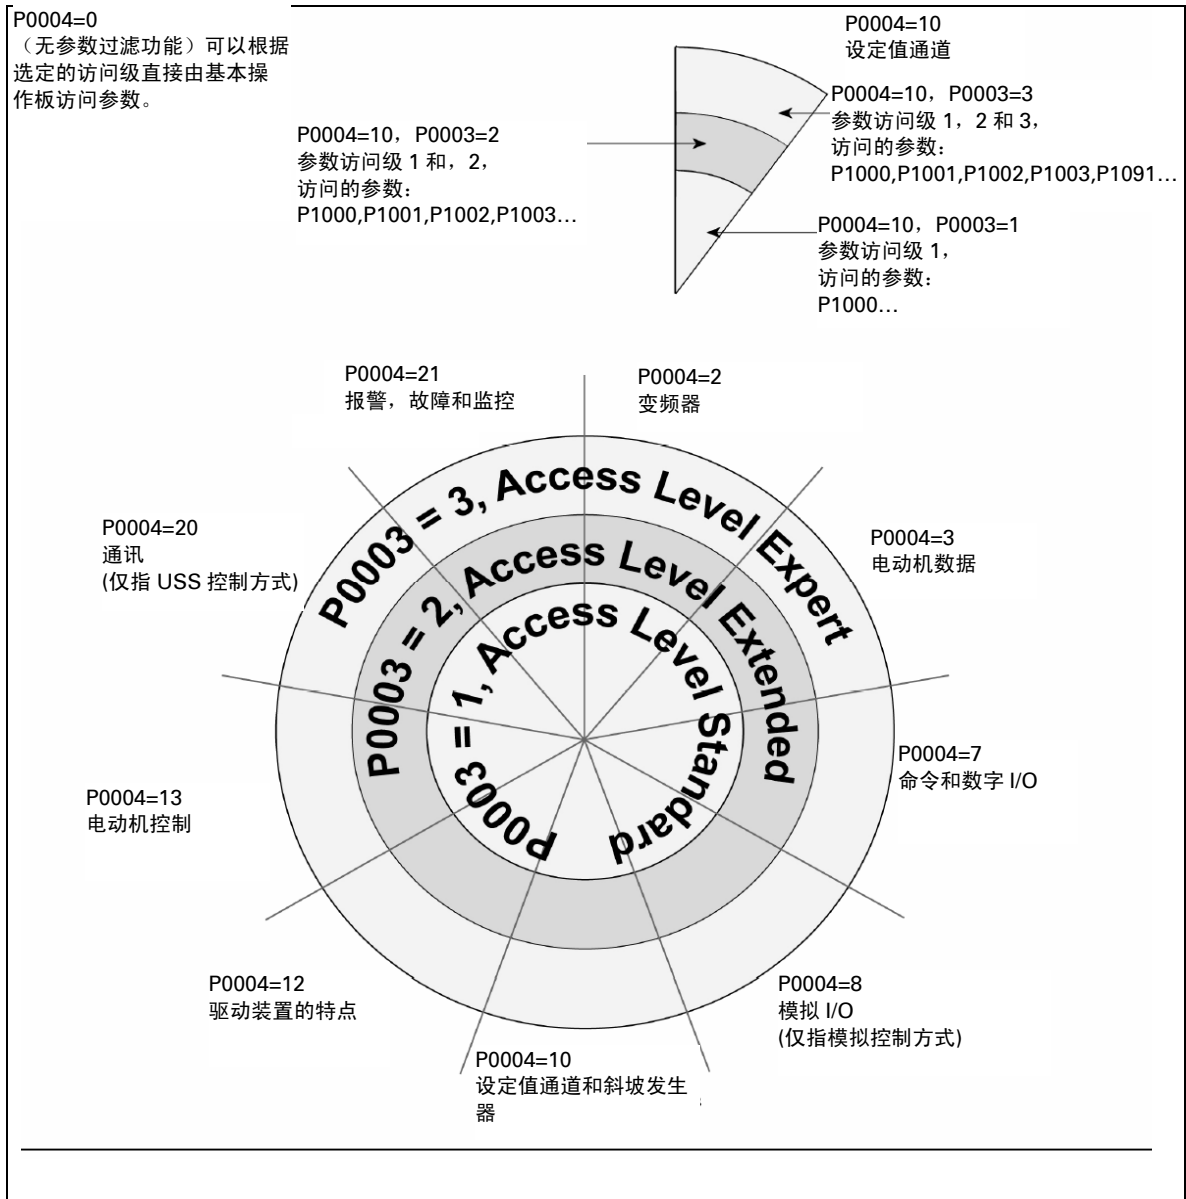 P0004=0
（无参数过滤功能）可以根据
选定的访问级直接由基本操
作板访问参数。
P0004=10
设定值通道
P0004=10，P0003=3
参数访问级 1，2 和 3，
访问的参数：
P1000,P1001,P1002,P1003,P1091…
P0004=10，P0003=2
参数访问级 1 和，2，
访问的参数：
P1000,P1001,P1002,P1003…
P0004=10，P0003=1
参数访问级 1，
访问的参数：
P1000…
P0004=21
报警，故障和监控
P0004=2
变频器
P0004=20
通讯
(仅指 USS 控制方式)
P0004=3
电动机数据
P0003 = 3, Access Level Expert
P0003 = 2, Access Level Extended
P0003 = 1, Access Level Standard
P0004=7
命令和数字 I/O
P0004=13
电动机控制
P0004=12
驱动装置的特点
P0004=8
模拟 I/O
(仅指模拟控制方式)
P0004=10
设定值通道和斜坡发生
器